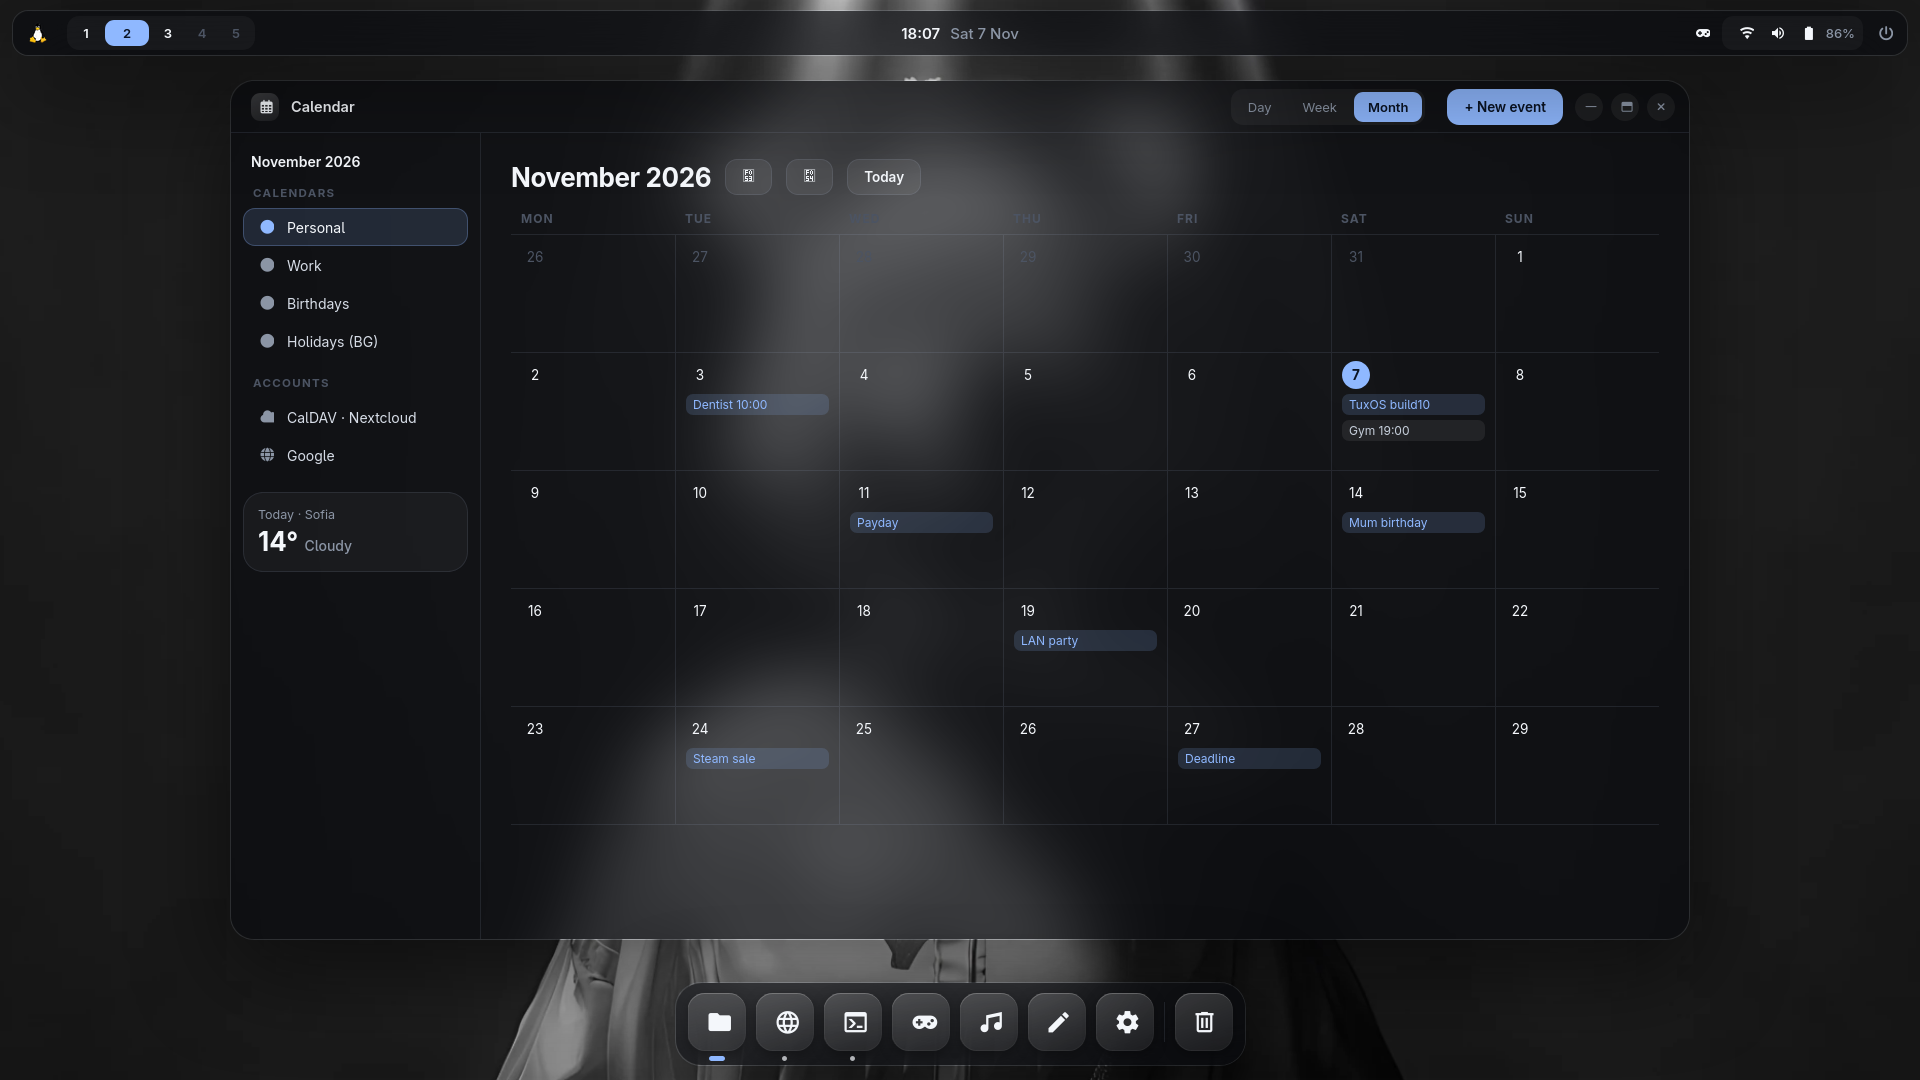 1 2 3 4 5
18:07 Sat 7 Nov
86%
Calendar
Day Week Month
+ New event
November 2026
CALENDARS
Personal
Work
Birthdays
Holidays (BG)
ACCOUNTS
CalDAV · Nextcloud
Google
Today · Sofia
14° Cloudy
November 2026
Today
MON TUE THU FRI SAT SUN
26 27 29 30 31 1
2 3 4 5 6 7 8
Dentist 10:00
TuxOS build10
Gym 19:00
9 10 11 12 13 14 15
Payday
Mum birthday
16 17 18 19 20 21 22
LAN party
23 24 25 26 27 28 29
Steam sale
Deadline